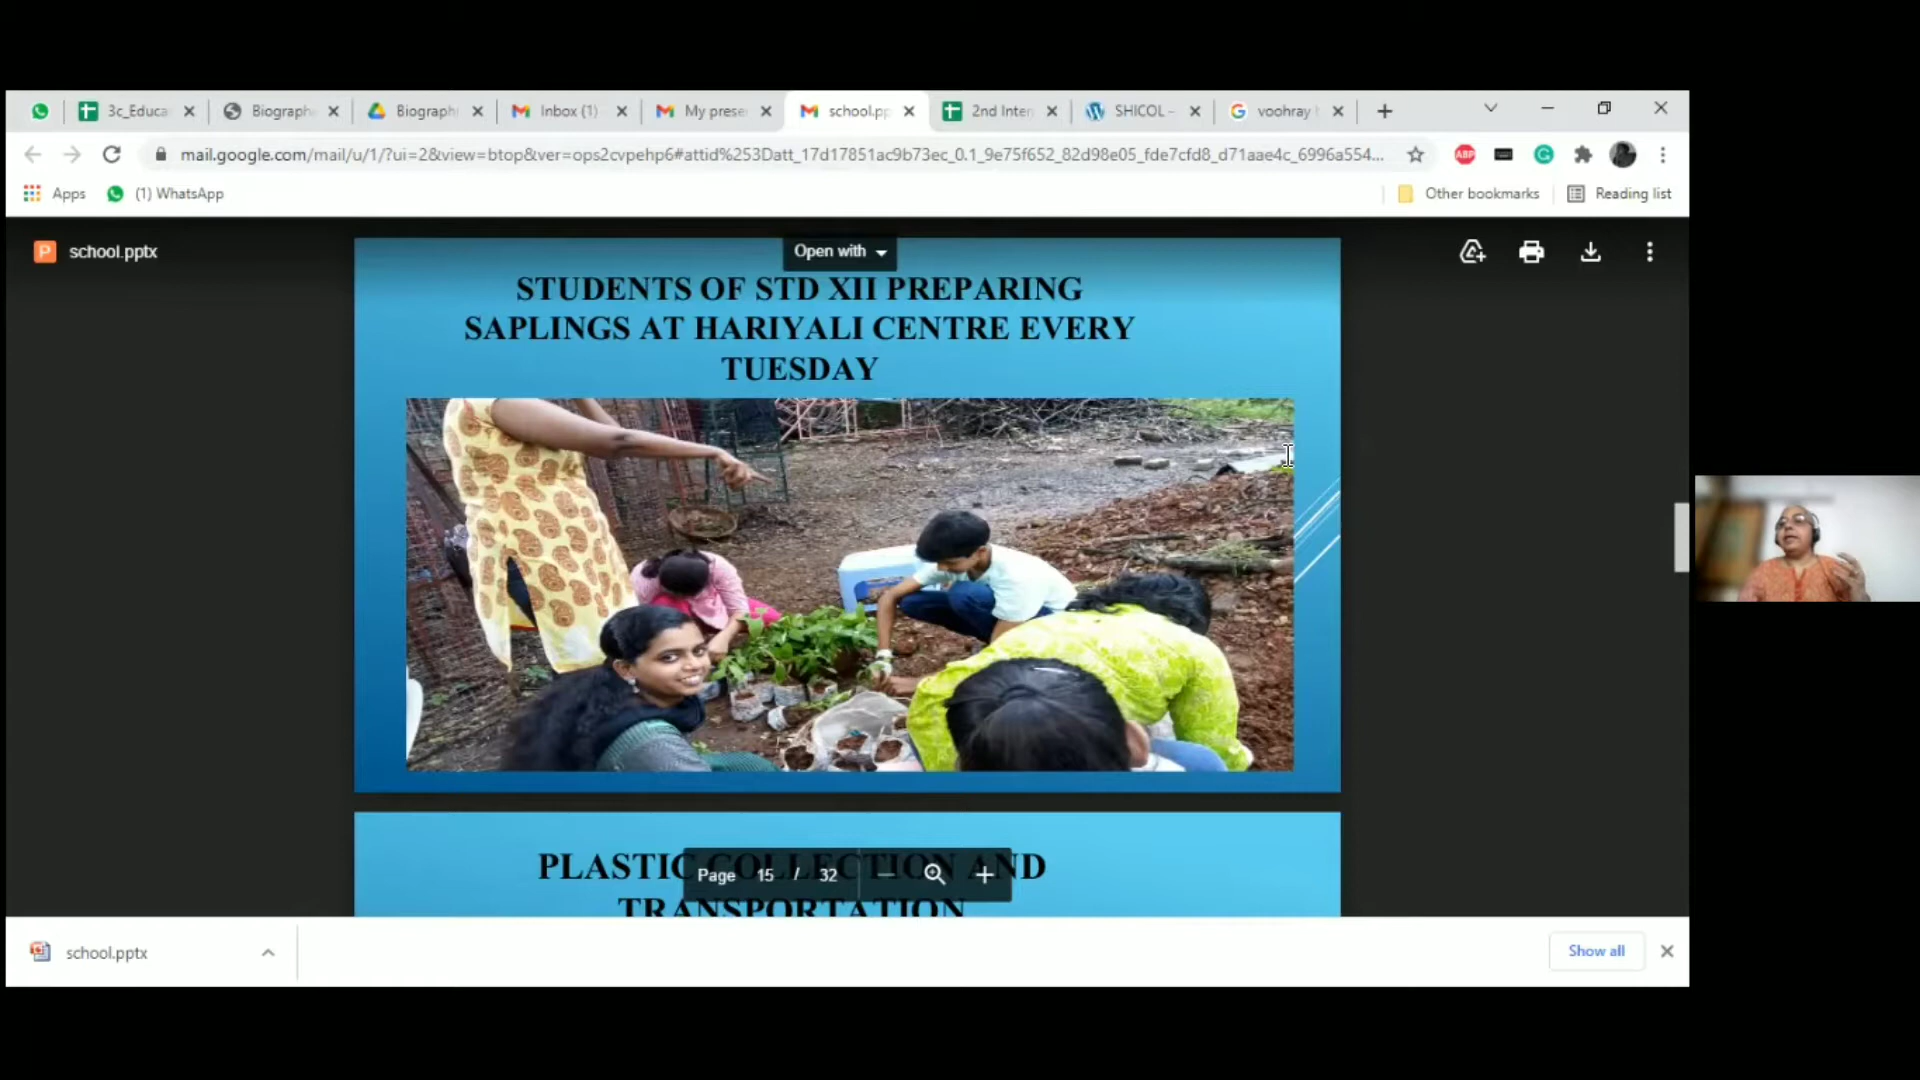 3c_Educa
Biograph
Biograph
Inbox (1)
My prese
school.pp
2nd Inter
SHICOL -
voohray
mail.google.com/mail/u/1/?ui=2&view=btop&ver=ops2cvpehp6#attid%253Datt_17d17851ac9b73ec_0.1_9e75f652_82d98e05_fde7cfd8_d71aae4c_6996a554...
ABP
Apps
(1) WhatsApp
Other bookmarks
Reading list
P
school.pptx
Open with
STUDENTS OF STD XII PREPARING
SAPLINGS AT HARIYALI CENTRE EVERY
TUESDAY
PLASTIC COLLECTION AND
TRANSPORTATION
Page 15 / 32
school.pptx
Show all